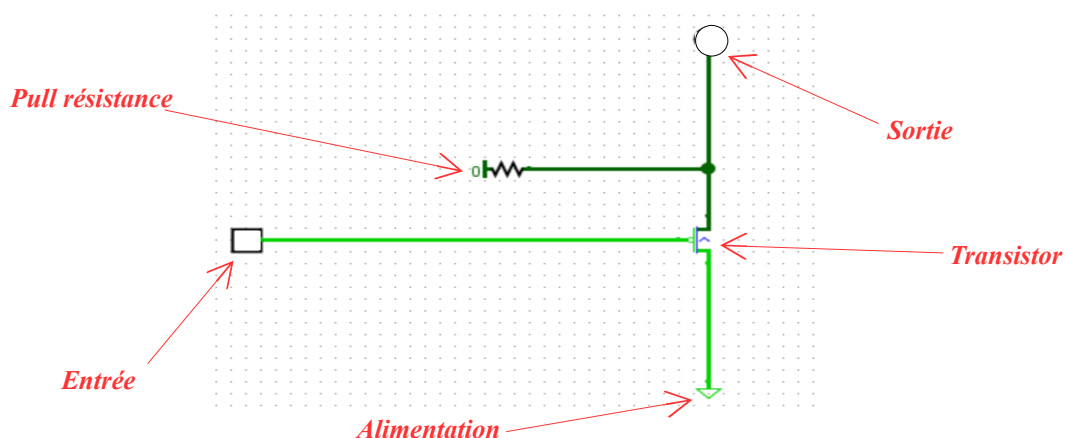 Pull résistance
Sortie
0
Transistor
Entrée
Alimentation